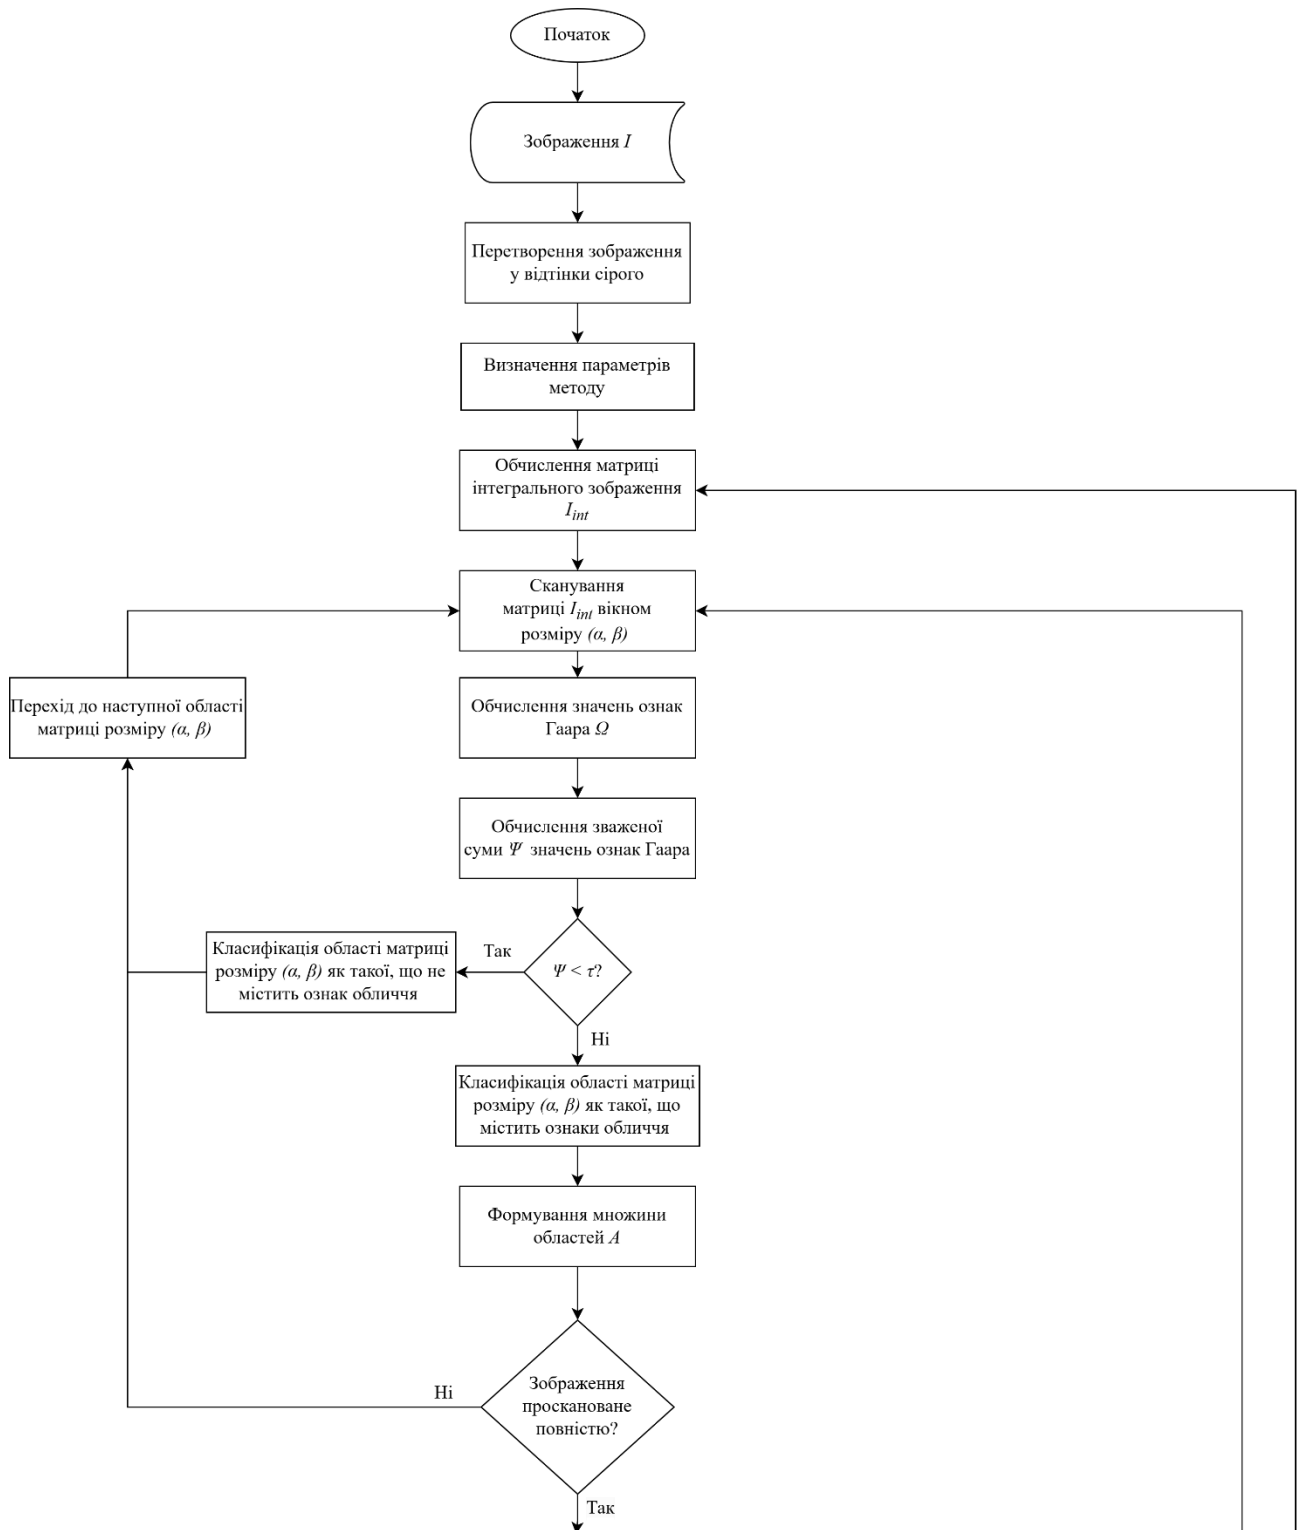 Початок
Зображення I
Перетворення зображення
у відтінки сірого
Визначення параметрів
методу
Обчислення матриці
інтегрального зображення
I_int
Сканування
матриці I_int вікном
розміру (α, β)
Перехід до наступної області
матриці розміру (α, β)
Обчислення значень ознак
Гаара Ω
Обчислення зваженої
суми Ψ значень ознак Гаара
Класифікація області матриці
розміру (α, β) як такої, що не
містить ознак обличчя
Так
Ψ < τ?
Ні
Класифікація області матриці
розміру (α, β) як такої, що
містить ознаки обличчя
Формування множини
областей A
Ні
Зображення
проскановане
повністю?
Так